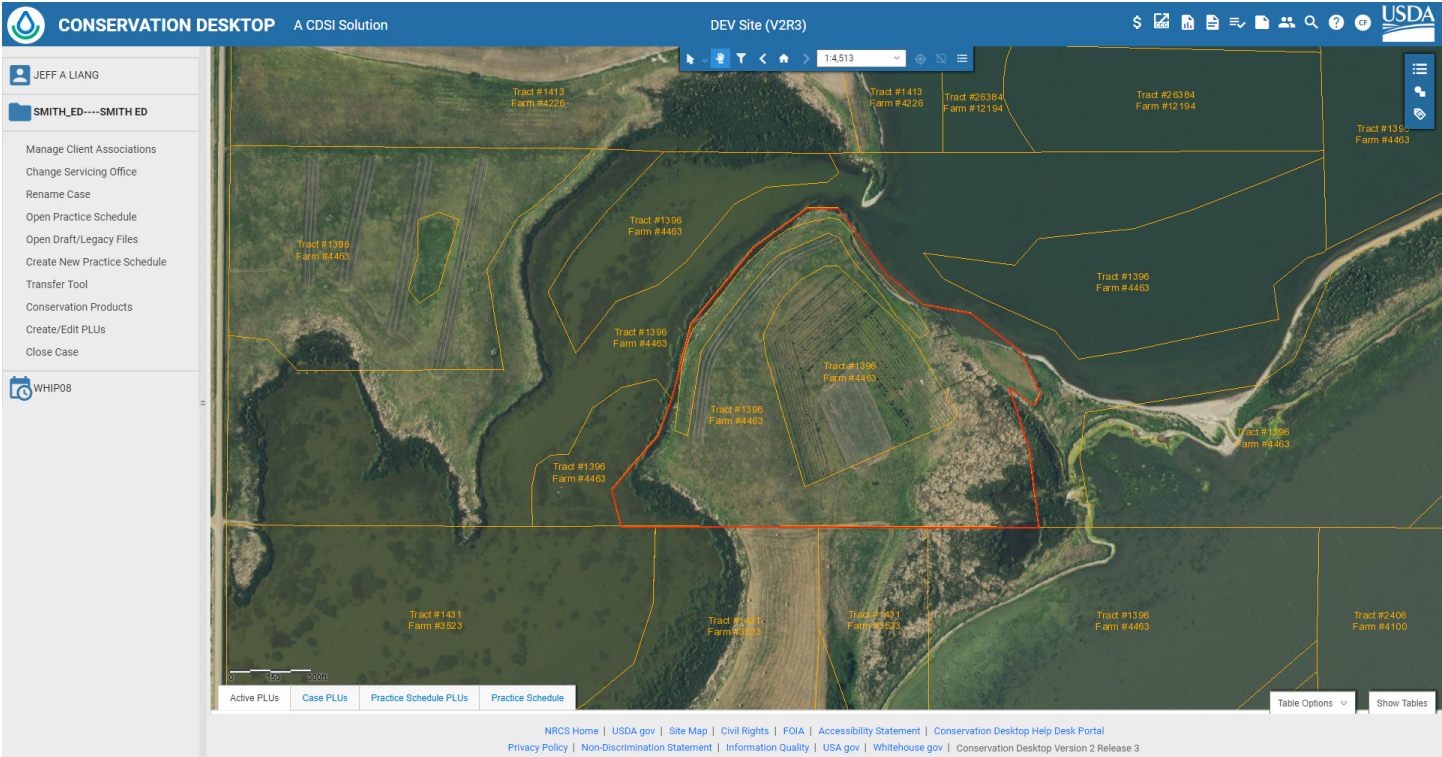 CONSERVATION DESKTOP A CDSI Solution DEV Site (V2R3) USDA
JEFF A LIANG
SMITH_ED----SMITH ED
Manage Client Associations
Change Servicing Office
Rename Case
Open Practice Schedule
Open Draft/Legacy Files
Create New Practice Schedule
Transfer Tool
Conservation Products
Create/Edit PLUs
Close Case
WHIP08
1:4,513
Tract #1413
Farm #4226
Tract #1413
Farm #4226
Tract #26384
Farm #12194
Tract #26384
Farm #12194
Tract #1396
Farm #4463
Tract #1396
Farm #4463
Tract #1396
Farm #4463
Tract #1396
Farm #4463
Tract #1396
Farm #4463
Tract #1396
Farm #4463
Tract #1396
Farm #4463
Tract #1396
Farm #4463
Tract #1396
Farm #4463
Tract #1396
Farm #4463
Tract #1431
Farm #3523
Tract #1431
Farm #3523
Tract #1431
Farm #3523
Tract #1396
Farm #4463
Tract #2406
Farm #4100
0 150 300ft
Active PLUs Case PLUs Practice Schedule PLUs Practice Schedule Table Options Show Tables
NRCS Home | USDA gov | Site Map | Civil Rights | FOIA | Accessibility Statement | Conservation Desktop Help Desk Portal
Privacy Policy | Non-Discrimination Statement | Information Quality | USA gov | Whitehouse gov | Conservation Desktop Version 2 Release 3